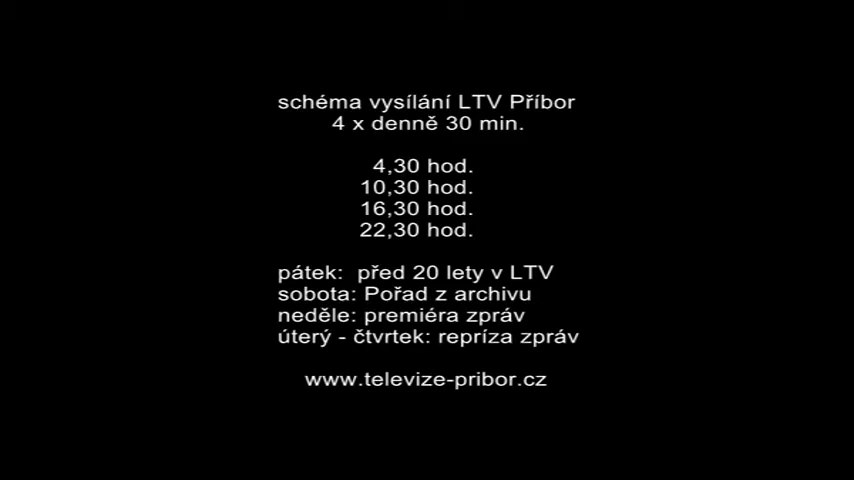 schéma vysílání LTV Příbor
4 x denně 30 min.
4,30 hod.
10,30 hod.
16,30 hod.
22,30 hod.
pátek: před 20 lety v LTV
sobota: Pořad z archivu
neděle: premiéra zpráv
úterý - čtvrtek: repríza zpráv
www.televize-pribor.cz